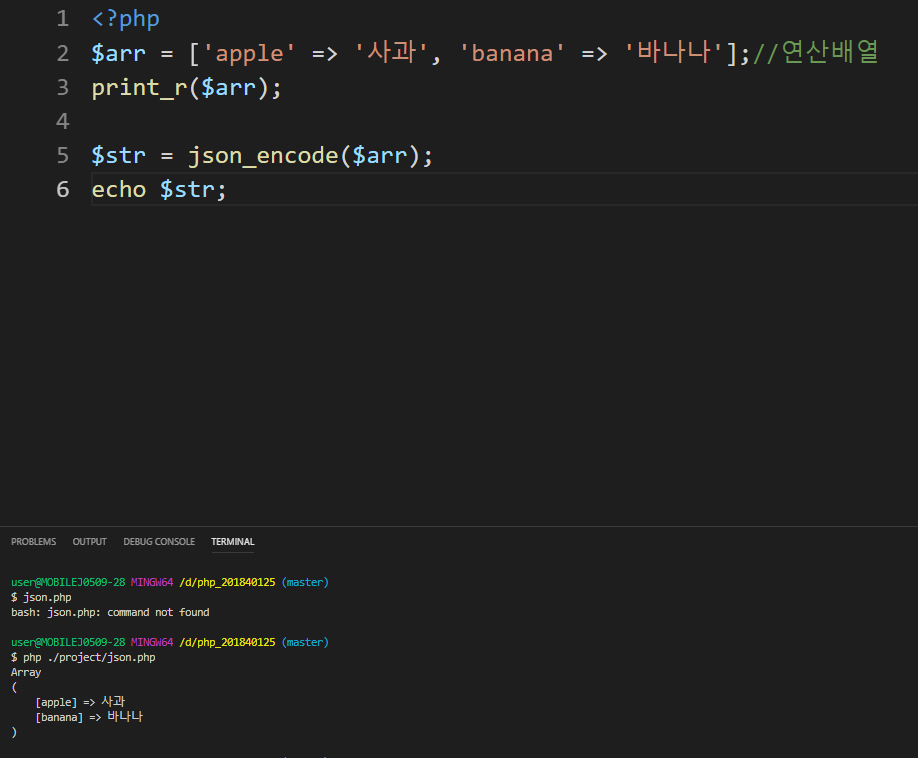 1 <?php
2 $arr = ['apple' => '사과', 'banana' => '바나나'];//연산배열
3 print_r($arr);
4
5 $str = json_encode($arr);
6 echo $str;
PROBLEMS OUTPUT DEBUG CONSOLE TERMINAL
user@MOBILEJ0509-28 MINGW64 /d/php_201840125 (master)
$ json.php
bash: json.php: command not found
user@MOBILEJ0509-28 MINGW64 /d/php_201840125 (master)
$ php ./project/json.php
Array
(
[apple] => 사과
[banana] => 바나나
)